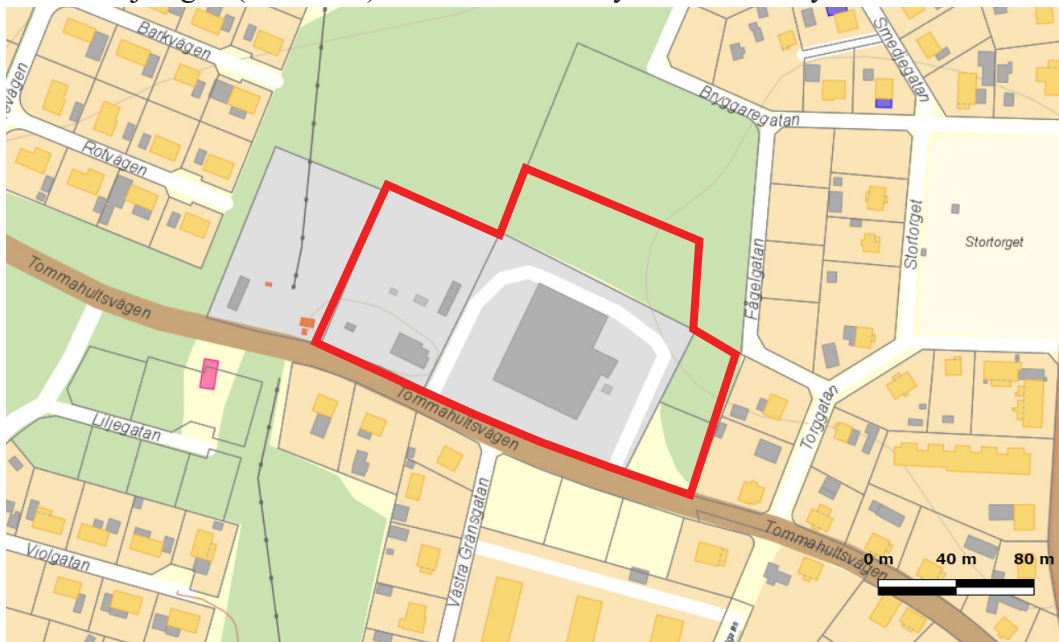 Barkvägen
Smedjegatan
Bryggaregatan
Rotvägen
Stortorget
Stortorget
Fågelgatan
Tommahultsvägen
Tommahultsvägen
Torggatan
Liljegatan
Västra Gränsgatan
Tommahultsvägen
Violgatan
0 m 40 m 80 m